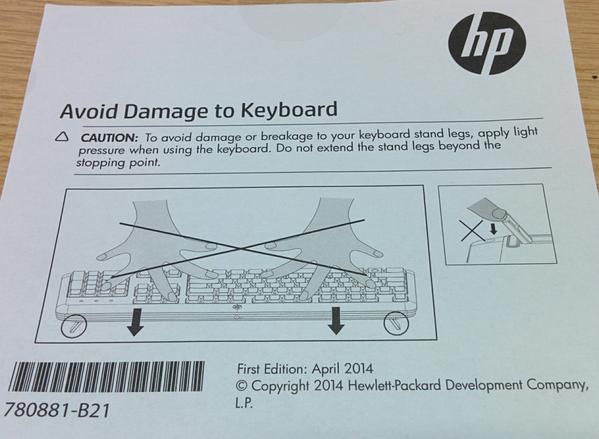 hp
Avoid Damage to Keyboard
CAUTION: To avoid damage or breakage to your keyboard stand legs, apply light
pressure when using the keyboard. Do not extend the stand legs beyond the
stopping point.
First Edition: April 2014
© Copyright 2014 Hewlett-Packard Development Company,
L.P.
780881-B21